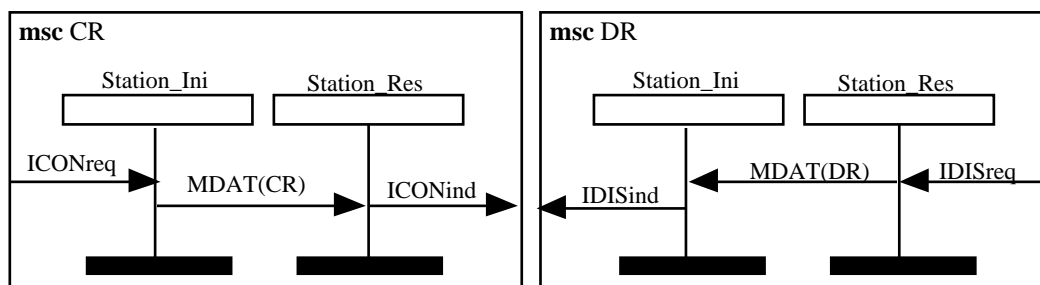 msc CR
Station_Ini
Station_Res
ICONreq
MDAT(CR)
ICONind
msc DR
Station_Ini
Station_Res
MDAT(DR)
IDISreq
IDISind